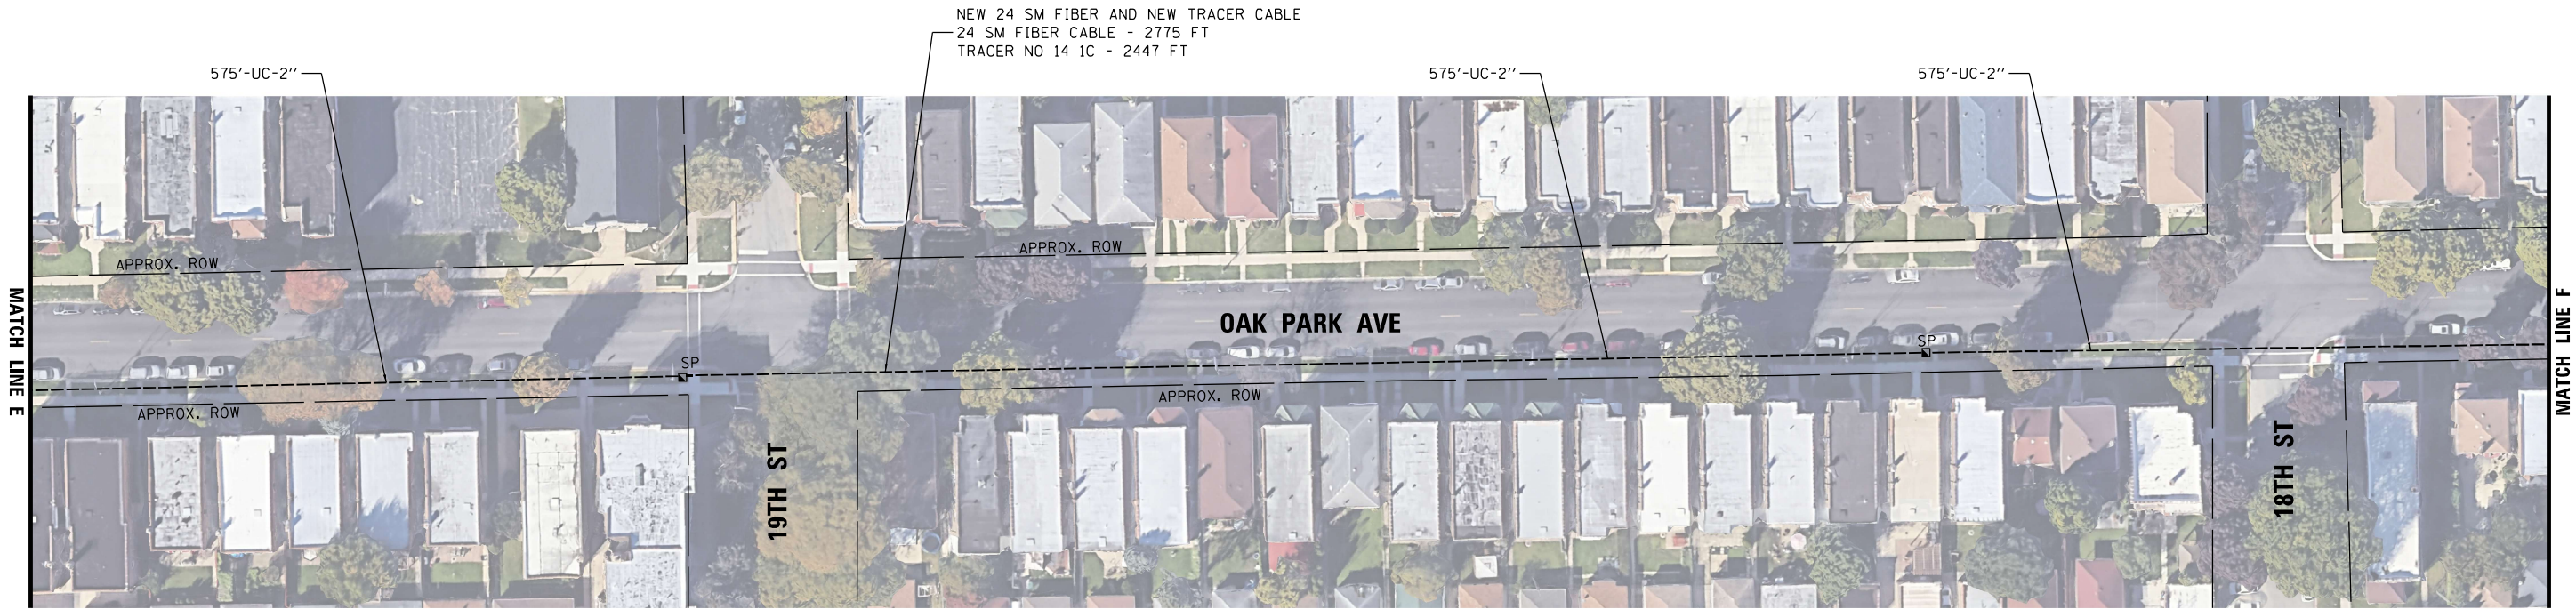 NEW 24 SM FIBER AND NEW TRACER CABLE
24 SM FIBER CABLE - 2775 FT
TRACER NO 14 1C - 2447 FT
575'-UC-2''
575'-UC-2''
575'-UC-2''
APPROX. ROW
APPROX. ROW
MATCH LINE E
OAK PARK AVE
MATCH LINE F
SP
SP
APPROX. ROW
APPROX. ROW
19TH ST
18TH ST